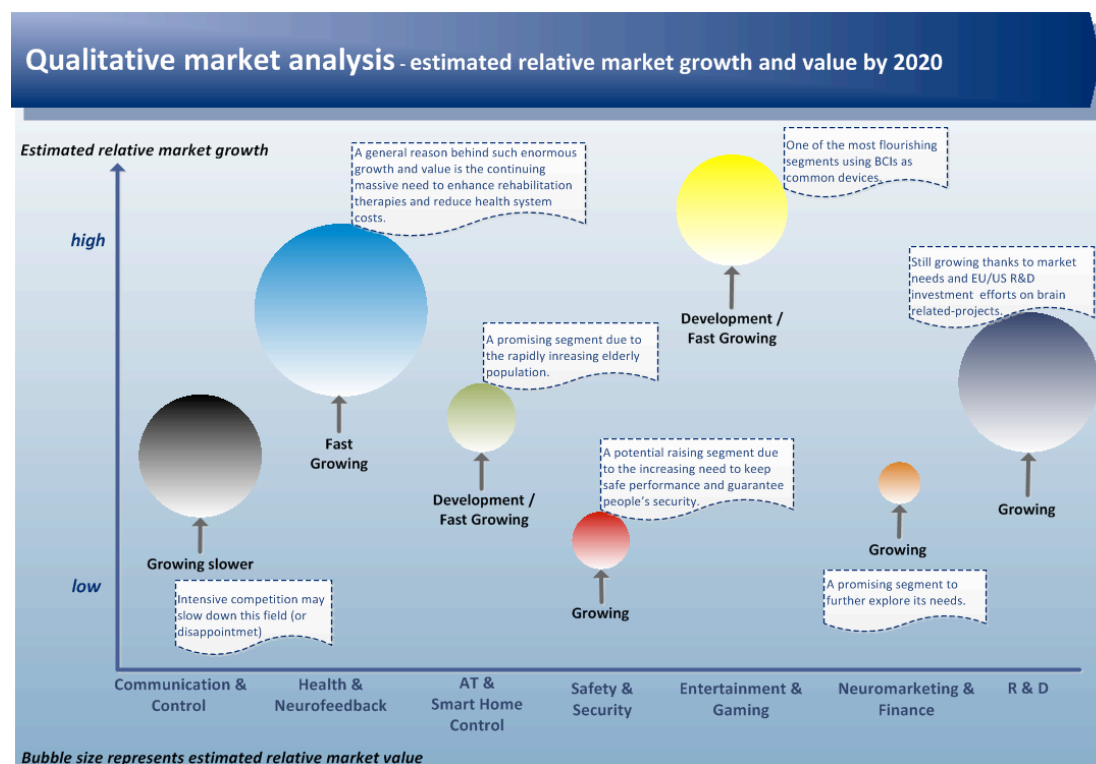 Qualitative market analysis - estimated relative market growth and value by 2020
Estimated relative market growth
high
low
A general reason behind such enormous
growth and value is the continuing
massive need to enhance rehabilitation
therapies and reduce health system
costs.
One of the most flourishing
segments using BCIs as
common devices.
Still growing thanks to market
needs and EU/US R&D
investment efforts on brain
related-projects.
Development /
Fast Growing
A promising segment due to
the rapidly inreasing elderly
population.
Fast
Growing
Development /
Fast Growing
A potential raising segment due
to the increasing need to keep
safe performance and guarantee
people's security.
Growing
Growing
Growing slower
Growing
Intensive competition may
slow down this field (or
disappointmet)
A promising segment to
further explore its needs.
Communication &
Control
Health &
Neurofeedback
AT &
Smart Home
Control
Safety &
Security
Entertainment &
Gaming
Neuromarketing &
Finance
R & D
Bubble size represents estimated relative market value